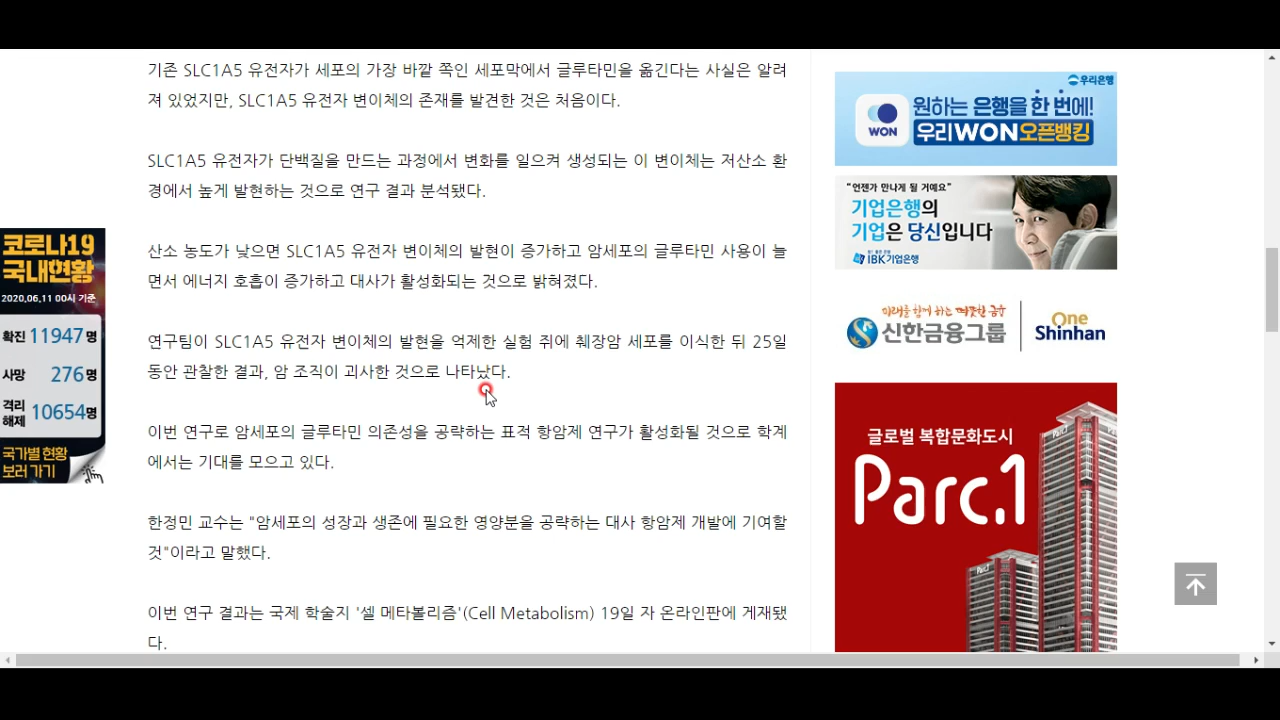 기존 SLC1A5 유전자가 세포의 가장 바깥 쪽인 세포막에서 글루타민을 옮긴다는 사실은 알려
져 있었지만, SLC1A5 유전자 변이체의 존재를 발견한 것은 처음이다.
SLC1A5 유전자가 단백질을 만드는 과정에서 변화를 일으켜 생성되는 이 변이체는 저산소 환
경에서 높게 발현하는 것으로 연구 결과 분석됐다.
산소 농도가 낮으면 SLC1A5 유전자 변이체의 발현이 증가하고 암세포의 글루타민 사용이 늘
면서 에너지 호흡이 증가하고 대사가 활성화되는 것으로 밝혀졌다.
연구팀이 SLC1A5 유전자 변이체의 발현을 억제한 실험 쥐에 췌장암 세포를 이식한 뒤 25일
동안 관찰한 결과, 암 조직이 괴사한 것으로 나타났다.
이번 연구로 암세포의 글루타민 의존성을 공략하는 표적 항암제 연구가 활성화될 것으로 학계
에서는 기대를 모으고 있다.
한정민 교수는 "암세포의 성장과 생존에 필요한 영양분을 공략하는 대사 항암제 개발에 기여할
것"이라고 말했다.
이번 연구 결과는 국제 학술지 '셀 메타볼리즘'(Cell Metabolism) 19일 자 온라인판에 게재됐
다.
코로나19
국내현황
2020.06.11 00시 기준
확진 11947명
사망 276명
격리
해제 10654명
국가별 현황
보러 가기
우리은행
원하는 은행을 한 번에!
WON
우리WON오픈뱅킹
"언젠가 만나게 될 거예요"
기업은행의
기업은 당신입니다
IBK기업은행
미래를 함께 하는 따뜻한 금융
신한금융그룹
One
Shinhan
글로벌 복합문화도시
Parc.1
Parc.1
Parc.1